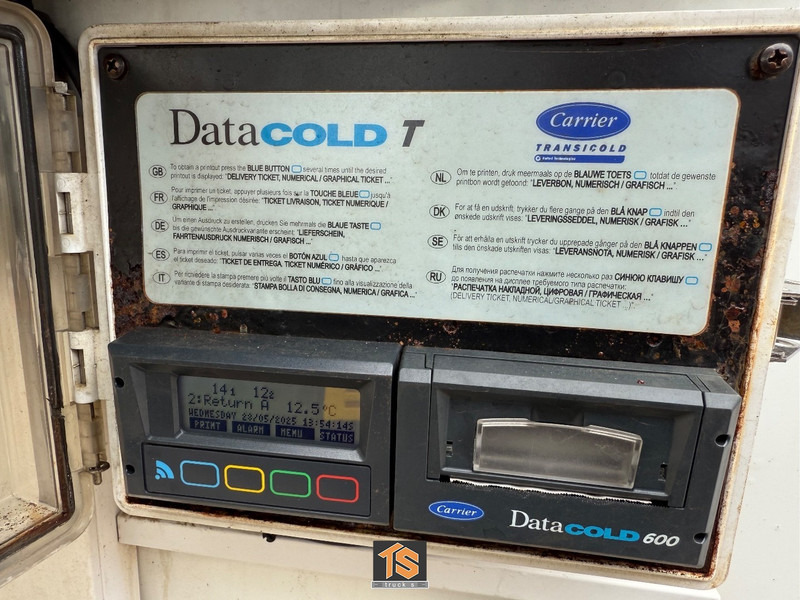 DataCOLD T
Carrier
TRANSICOLD
United Technologies
GB To obtain a printout press the BLUE BUTTON several times until the desired
printout is displayed: "DELIVERY TICKET, NUMERICAL / GRAPHICAL TICKET ..."
FR Pour imprimer un ticket, appuyer plusieurs fois sur la TOUCHE BLEUE jusqu'à
l'affichage de l'impression désirée: "TICKET LIVRAISON, TICKET NUMERIQUE /
GRAPHIQUE ..."
DE Um einen Ausdruck zu erstellen, drücken Sie mehrmals die BLAUE TASTE
bis die gewünschte Ausdruckvariante erscheint: "LIEFERSCHEIN,
FAHRTENAUSDRUCK NUMERISCH / GRAFISCH ..."
ES Para imprimir el ticket, pulsar varias veces el BOTÓN AZUL hasta que aparezca
el ticket deseado: "TICKET DE ENTREGA, TICKET NUMÉRICO / GRÁFICO ..."
IT Per richiedere la stampa premere più volte il TASTO BLU fino alla visualizzazione della
variante di stampa desiderata: "STAMPA BOLLA DI CONSEGNA, NUMERICA / GRAFICA ..."
NL Om te printen, druk meermaals op de BLAUWE TOETS totdat de gewenste
printbon wordt getoond: "LEVERBON, NUMERISCH / GRAFISCH ..."
DK For at få en udskrift, trykker du flere gange på den BLÅ KNAP indtil den
ønskede udskrift vises: "LEVERINGSSEDDEL, NUMERISK / GRAFISK ..."
SE För att erhålla en utskrift trycker du upprepade gånger på den BLÅ KNAPPEN
tills den önskade utskriften visas: "LEVERANSNOTA, NUMERISK / GRAFISK ..."
RU Для получения распечатки нажмите несколько раз СИНЮЮ КЛАВИШУ
до появления на дисплее требуемого типа распечатки:
"РАСПЕЧАТКА НАКЛАДНОЙ, ЦИФРОВАЯ / ГРАФИЧЕСКАЯ ..."
(DELIVERY TICKET, NUMERICAL/GRAPHICAL TICKET ...)"
141 122
2:Return A 12.5°C
WEDNESDAY 28/05/2025 13:54:14S
PRINT ALARM MENU STATUS
Carrier
DataCOLD 600
TS
truck s